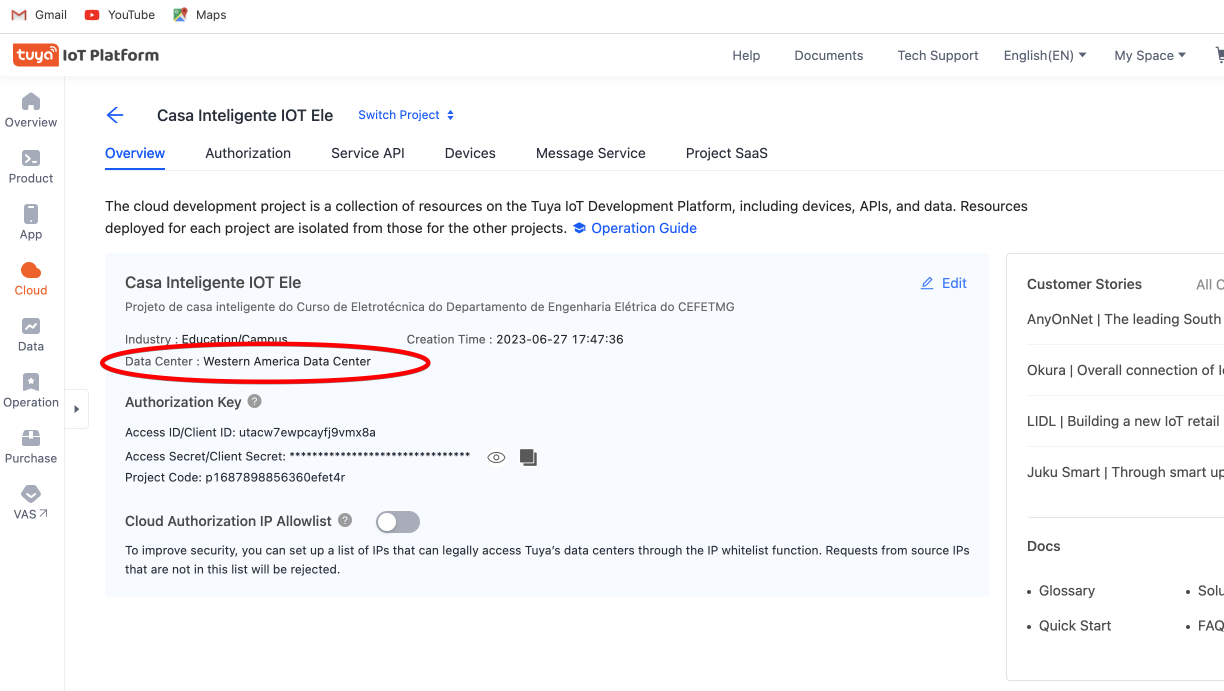 Gmail YouTube Maps
tuya IoT Platform Help Documents Tech Support English(EN) My Space
Overview
Product
App
Cloud
Data
Operation
Purchase
VAS
Casa Inteligente IOT Ele Switch Project
Overview Authorization Service API Devices Message Service Project SaaS
The cloud development project is a collection of resources on the Tuya IoT Development Platform, including devices, APIs, and data. Resources
deployed for each project are isolated from those for the other projects. Operation Guide
Casa Inteligente IOT Ele Edit
Projeto de casa inteligente do Curso de Eletrotécnica do Departamento de Engenharia Elétrica do CEFETMG
Industry : Education/Campus Creation Time : 2023-06-27 17:47:36
Data Center : Western America Data Center
Authorization Key
Access ID/Client ID: utacw7ewpcayfj9vmx8a
Access Secret/Client Secret: ********************************
Project Code: p1687898856360efet4r
Cloud Authorization IP Allowlist
To improve security, you can set up a list of IPs that can legally access Tuya's data centers through the IP whitelist function. Requests from source IPs
that are not in this list will be rejected.
Customer Stories All
AnyOnNet | The leading South
Okura | Overall connection of
LIDL | Building a new IoT retail
Juku Smart | Through smart up
Docs
Glossary Solu
Quick Start FAQ